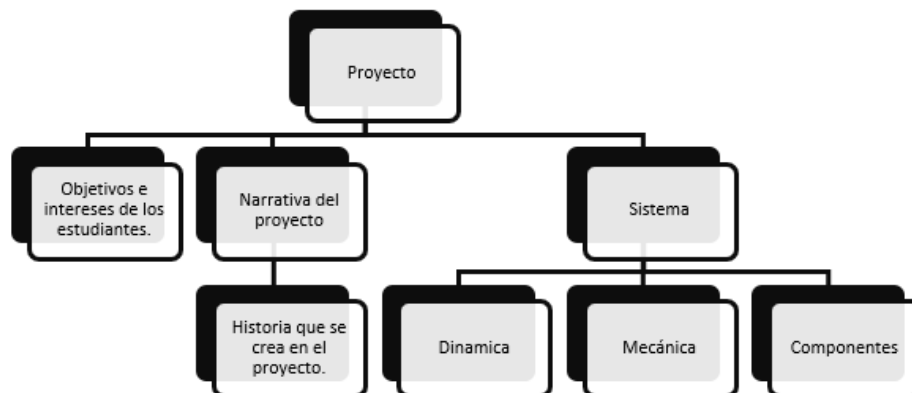 Proyecto
Objetivos e
intereses de los
estudiantes.
Narrativa del
proyecto
Sistema
Historia que se
crea en el
proyecto.
Dinamica
Mecánica
Componentes